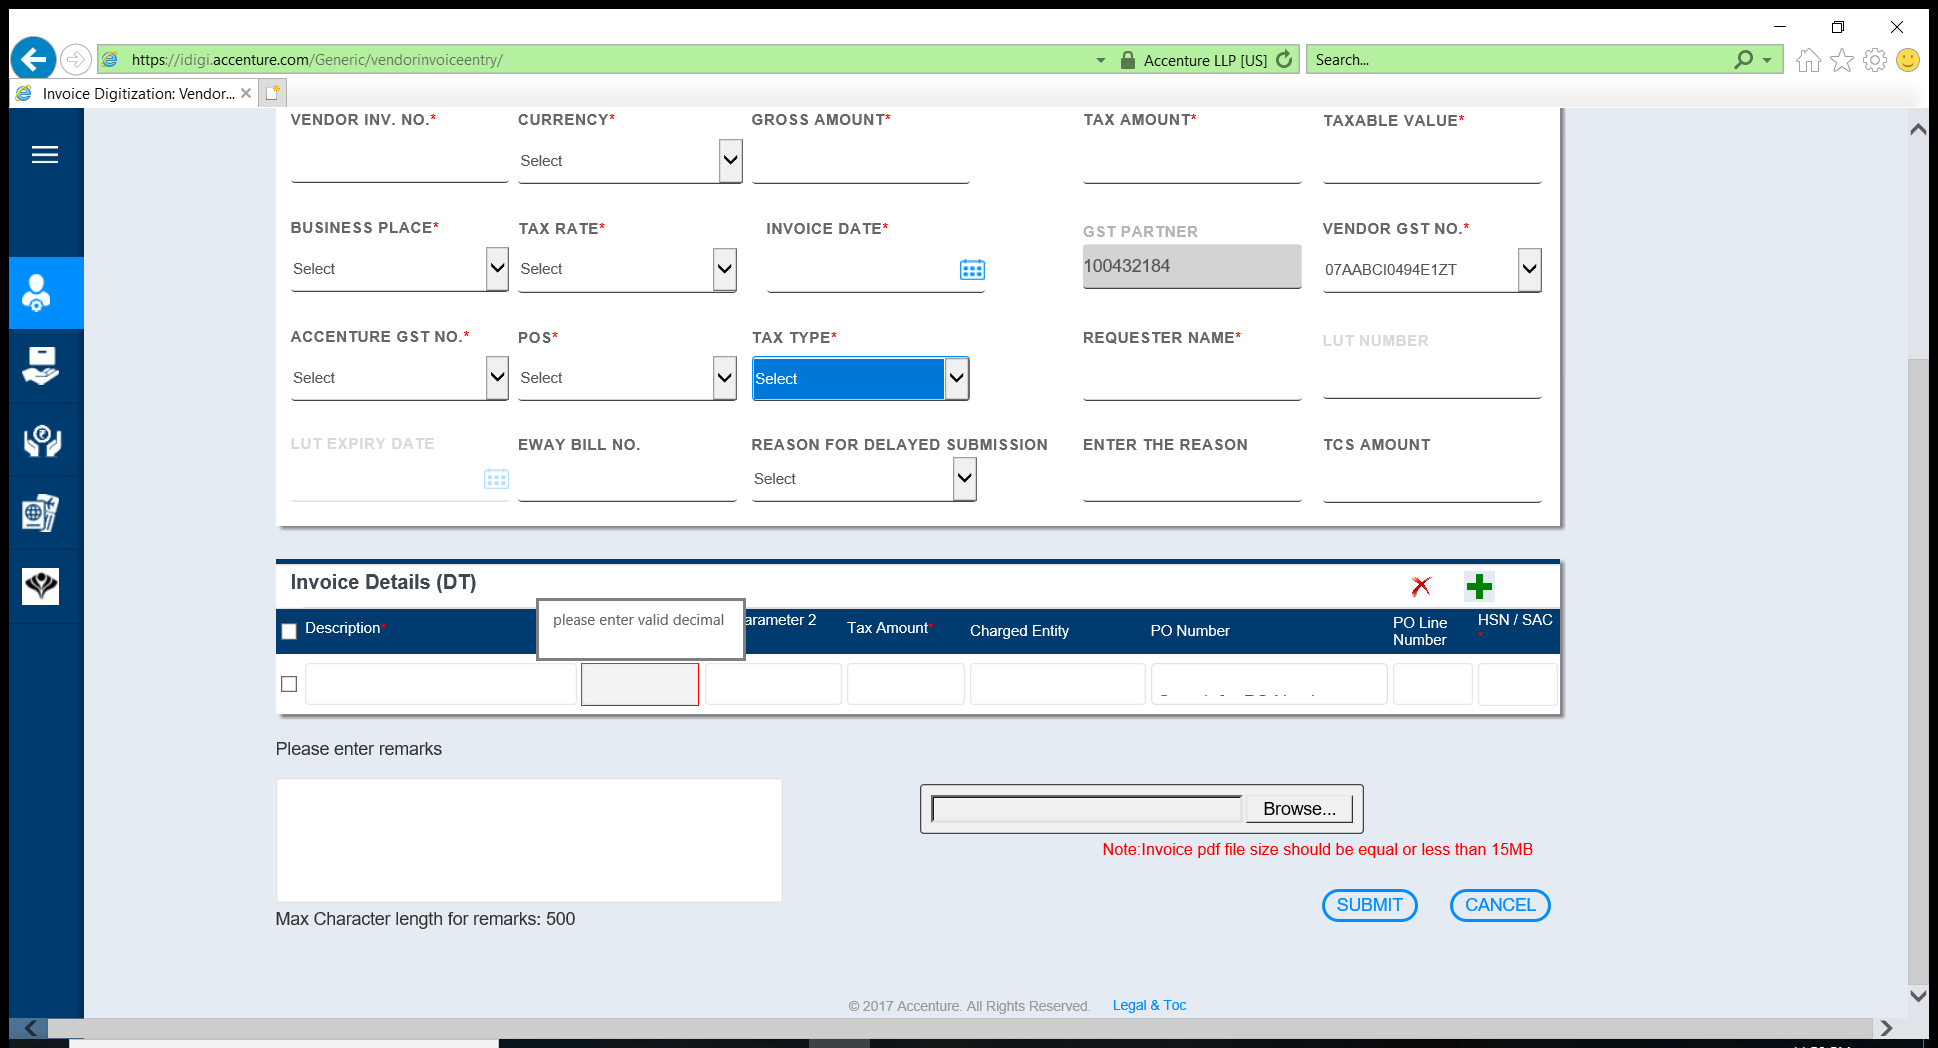 https://idigi.accenture.com/Generic/vendorinvoiceentry/ Accenture LLP [US] Search...
Invoice Digitization: Vendor...
VENDOR INV. NO.* CURRENCY* GROSS AMOUNT* TAX AMOUNT* TAXABLE VALUE*
Select
BUSINESS PLACE* TAX RATE* INVOICE DATE* GST PARTNER VENDOR GST NO.*
Select Select 100432184 07AABCI0494E1ZT
ACCENTURE GST NO.* POS* TAX TYPE* REQUESTER NAME* LUT NUMBER
Select Select Select
LUT EXPIRY DATE EWAY BILL NO. REASON FOR DELAYED SUBMISSION ENTER THE REASON TCS AMOUNT
Select
Invoice Details (DT)
please enter valid decimal
Description* arameter 2 Tax Amount* Charged Entity PO Number PO Line Number HSN / SAC *
Please enter remarks
Browse...
Note:Invoice pdf file size should be equal or less than 15MB
SUBMIT CANCEL
Max Character length for remarks: 500
© 2017 Accenture. All Rights Reserved. Legal & Toc